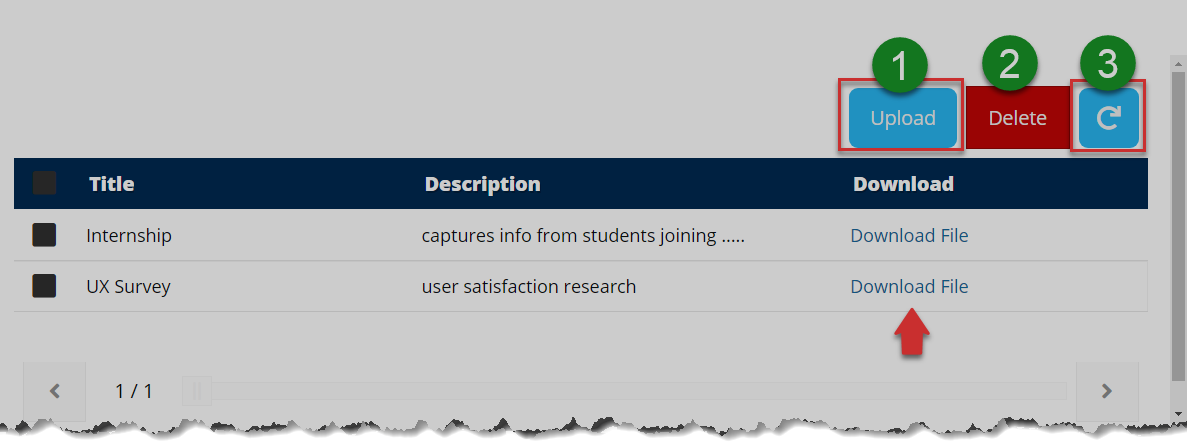 1 2 3
Upload Delete
Title Description Download
Internship captures info from students joining ..... Download File
UX Survey user satisfaction research Download File
1 / 1